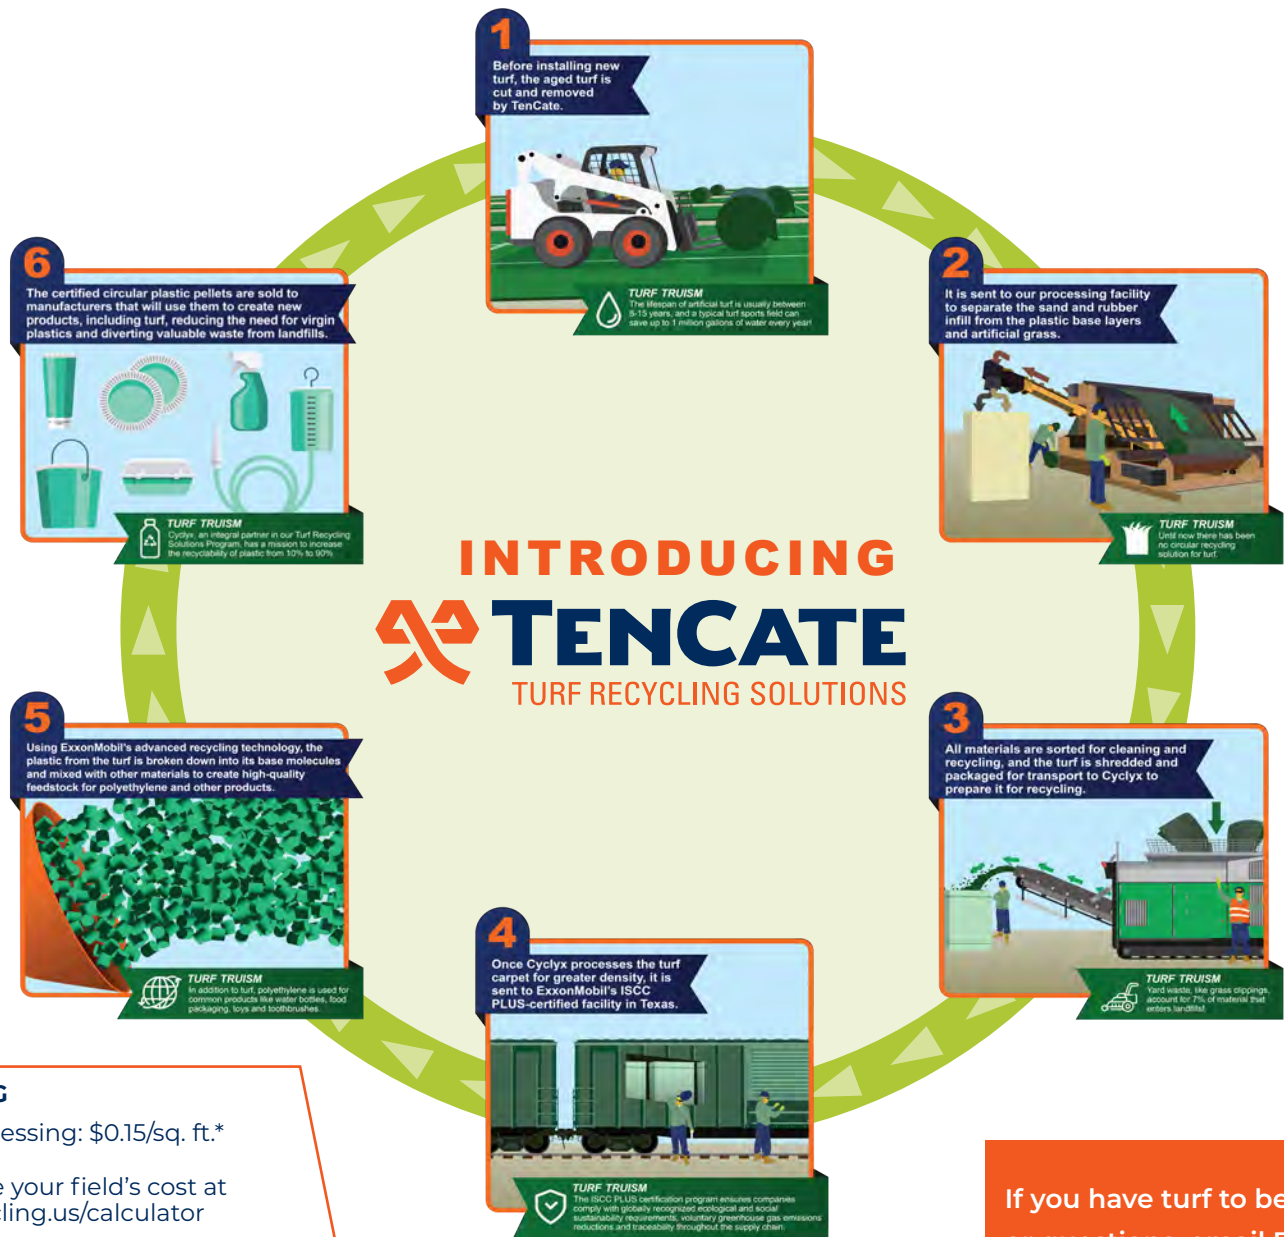 1
Before installing new
turf, the aged turf is
cut and removed
by TenCate.
TURF TRUISM
The lifespan of artificial turf is usually between
8-15 years, and a typical turf sports field can
save up to 1 million gallons of water every year!
2
It is sent to our processing facility
to separate the sand and rubber
infill from the plastic base layers
and artificial grass.
TURF TRUISM
Until now there has been
no circular recycling
solution for turf.
3
All materials are sorted for cleaning and
recycling, and the turf is shredded and
packaged for transport to Cyclyx to
prepare it for recycling.
TURF TRUISM
Yard waste, like grass clippings,
account for 7% of material that
enters landfills!
4
Once Cyclyx processes the turf
carpet for greater density, it is
sent to ExxonMobil's ISCC
PLUS-certified facility in Texas.
TURF TRUISM
The ISCC PLUS certification program ensures companies
comply with globally recognized ecological and social
sustainability requirements, voluntary greenhouse gas emissions
reductions and traceability throughout the supply chain.
5
Using ExxonMobil's advanced recycling technology, the
plastic from the turf is broken down into its base molecules
and mixed with other materials to create high-quality
feedstock for polyethylene and other products.
TURF TRUISM
In addition to turf, polyethylene is used for
common products like water bottles, food
packaging, toys and toothbrushes.
6
The certified circular plastic pellets are sold to
manufacturers that will use them to create new
products, including turf, reducing the need for virgin
plastics and diverting valuable waste from landfills.
TURF TRUISM
Cyclyx, an integral partner in our Turf Recycling
Solutions Program, has a mission to increase
the recyclability of plastic from 10% to 90%
INTRODUCING
TENCATE
TURF RECYCLING SOLUTIONS
G
essing: $0.15/sq. ft.*
e your field's cost at
cling.us/calculator
If you have turf to be